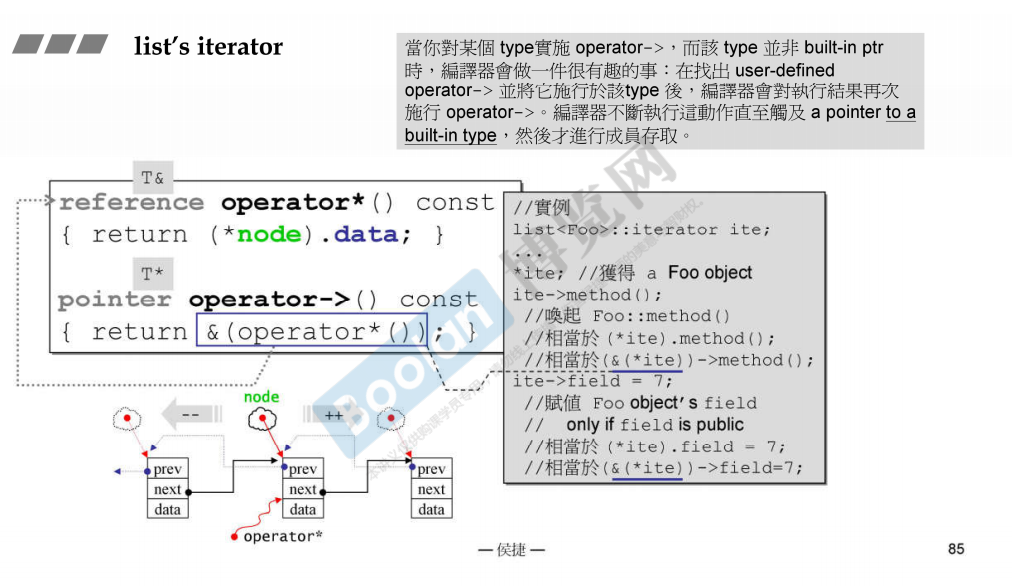 list's iterator
當你對某個 type實施 operator->，而該 type 並非 built-in ptr
時，編譯器會做一件很有趣的事：在找出 user-defined
operator-> 並將它施行於該type 後，編譯器會對執行結果再次
施行 operator->。編譯器不斷執行這動作直至觸及 a pointer to a
built-in type，然後才進行成員存取。
T&
reference operator*() const
{ return (*node).data; }
T*
pointer operator->() const
{ return &(operator*()); }
//實例
list<Foo>::iterator ite;
...
*ite; //獲得 a Foo object
ite->method();
//喚起 Foo::method()
//相當於 (*ite).method();
//相當於(&(*ite))->method();
ite->field = 7;
//賦值 Foo object's field
// only if field is public
//相當於 (*ite).field = 7;
//相當於(&(*ite))->field=7;
node
--
++
prev
next
data
prev
next
data
prev
next
data
operator*
Boolan
博览网
— 侯捷 —
85